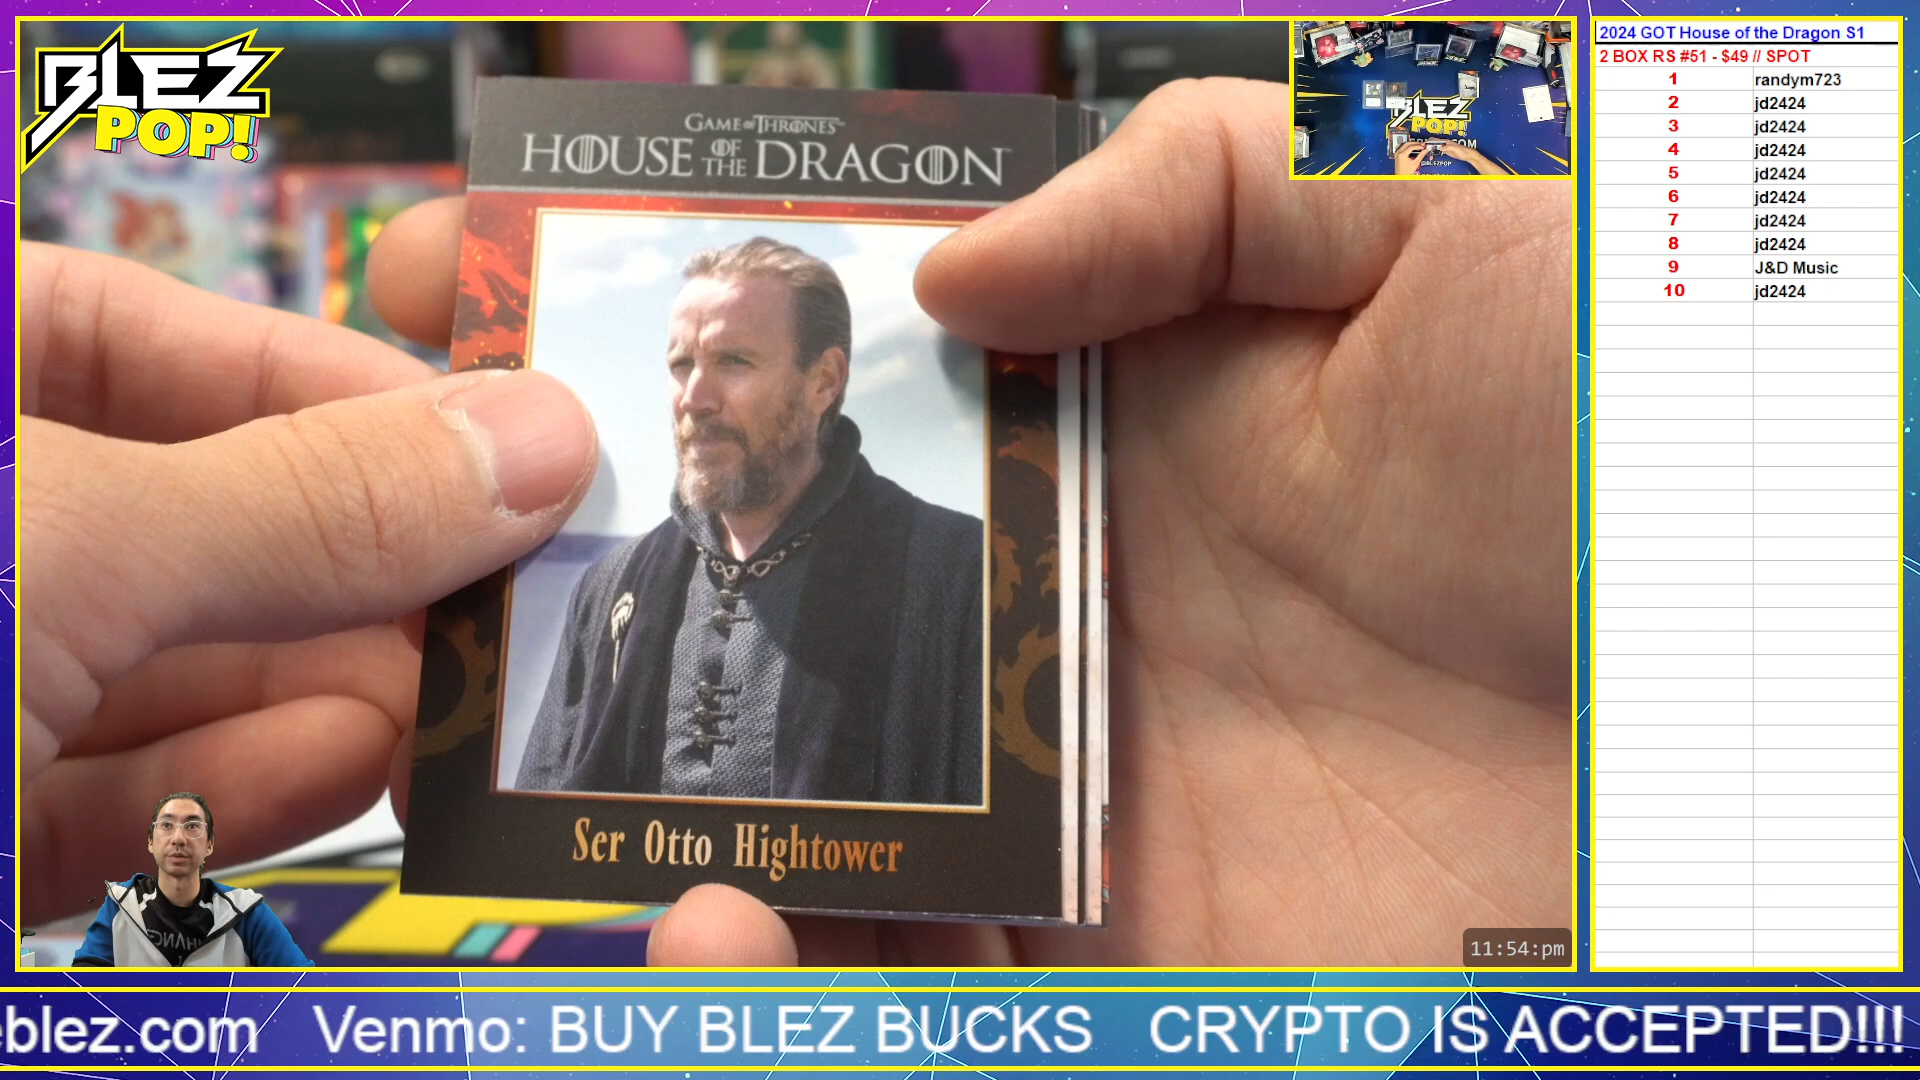 BLEZ
POP!
GAME OF THRONES
HOUSE OF THE DRAGON
Ser Otto Hightower
BLEZ
POP!
11:54:pm
2024 GOT House of the Dragon S1
2 BOX RS #51 - $49 // SPOT
1 randym723
2 jd2424
3 jd2424
4 jd2424
5 jd2424
6 jd2424
7 jd2424
8 jd2424
9 J&D Music
10 jd2424
eblez.com Venmo: BUY BLEZ BUCKS CRYPTO IS ACCEPTED!!!